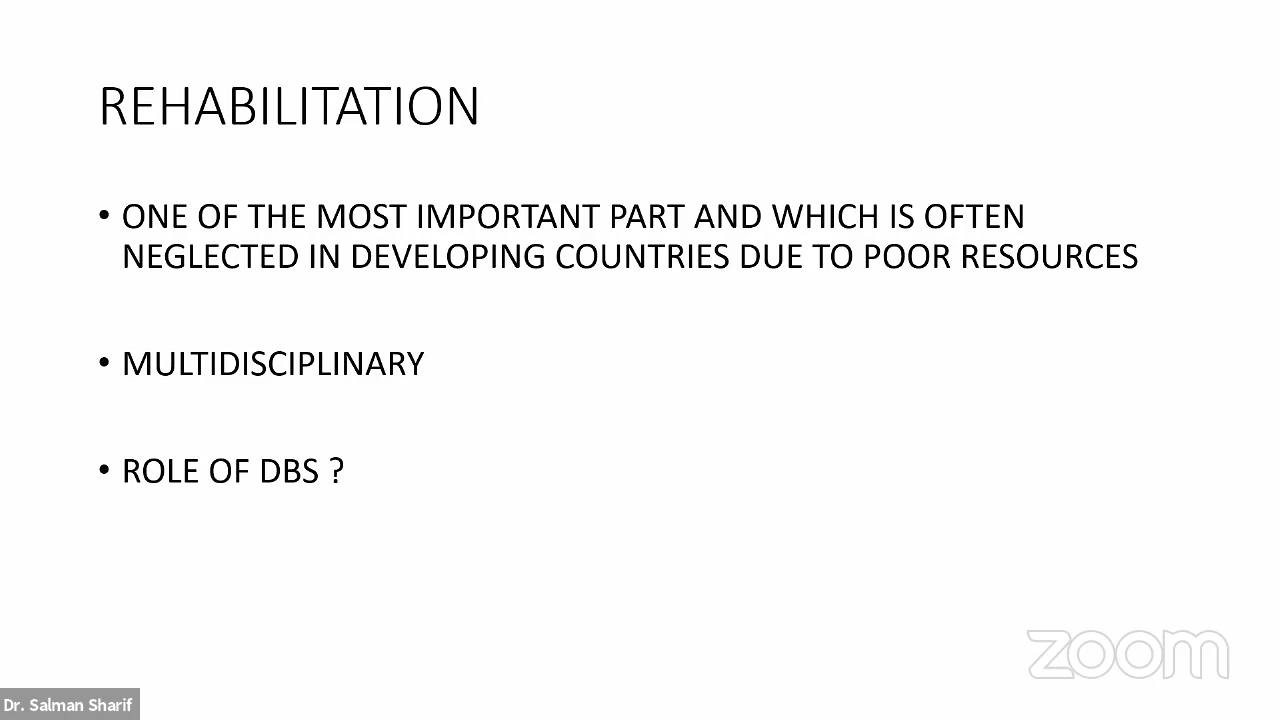 REHABILITATION
• ONE OF THE MOST IMPORTANT PART AND WHICH IS OFTEN
NEGLECTED IN DEVELOPING COUNTRIES DUE TO POOR RESOURCES
• MULTIDISCIPLINARY
• ROLE OF DBS ?
zoom
Dr. Salman Sharif